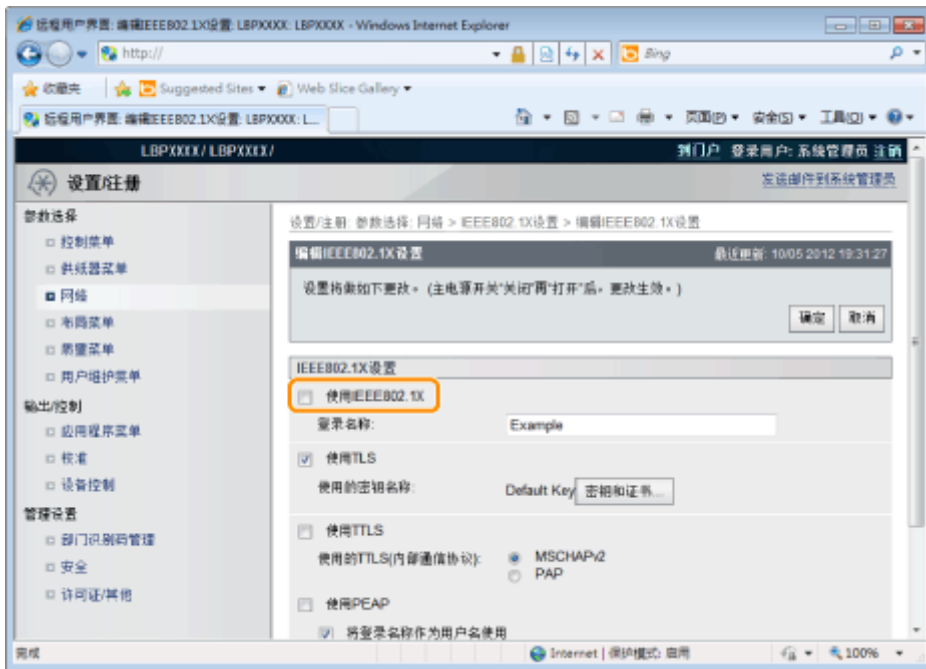 远程用户界面: 编辑IEEE802.1X设置: LBPXXXX: LBPXXXX - Windows Internet Explorer
http://
Bing
收藏夹 Suggested Sites Web Slice Gallery
远程用户界面: 编辑IEEE802.1X设置: LBPXXXX: L...
页面(P) 安全(S) 工具(O)
LBPXXXX/ LBPXXXX/
到门户 登录用户: 系统管理员 注销
设置/注册
发送邮件到系统管理员
参数选择
控制菜单
供纸器菜单
网络
布局菜单
质量菜单
用户维护菜单
输出/控制
应用程序菜单
校准
设备控制
管理设置
部门识别码管理
安全
许可证/其他
设置/注册: 参数选择: 网络 > IEEE802.1X设置 > 编辑IEEE802.1X设置
编辑IEEE802.1X设置
最近更新: 10/05 2012 19:31:27
设置将做如下更改。(主电源开关"关闭"再"打开"后，更改生效。)
确定 取消
IEEE802.1X设置
使用IEEE802.1X
登录名称: Example
使用TLS
使用的密钥名称: Default Key 密钥和证书...
使用TTLS
使用的TTLS(内部通信协议): MSCHAPv2
PAP
使用PEAP
将登录名称作为用户名使用
完成
Internet | 保护模式: 启用
100%